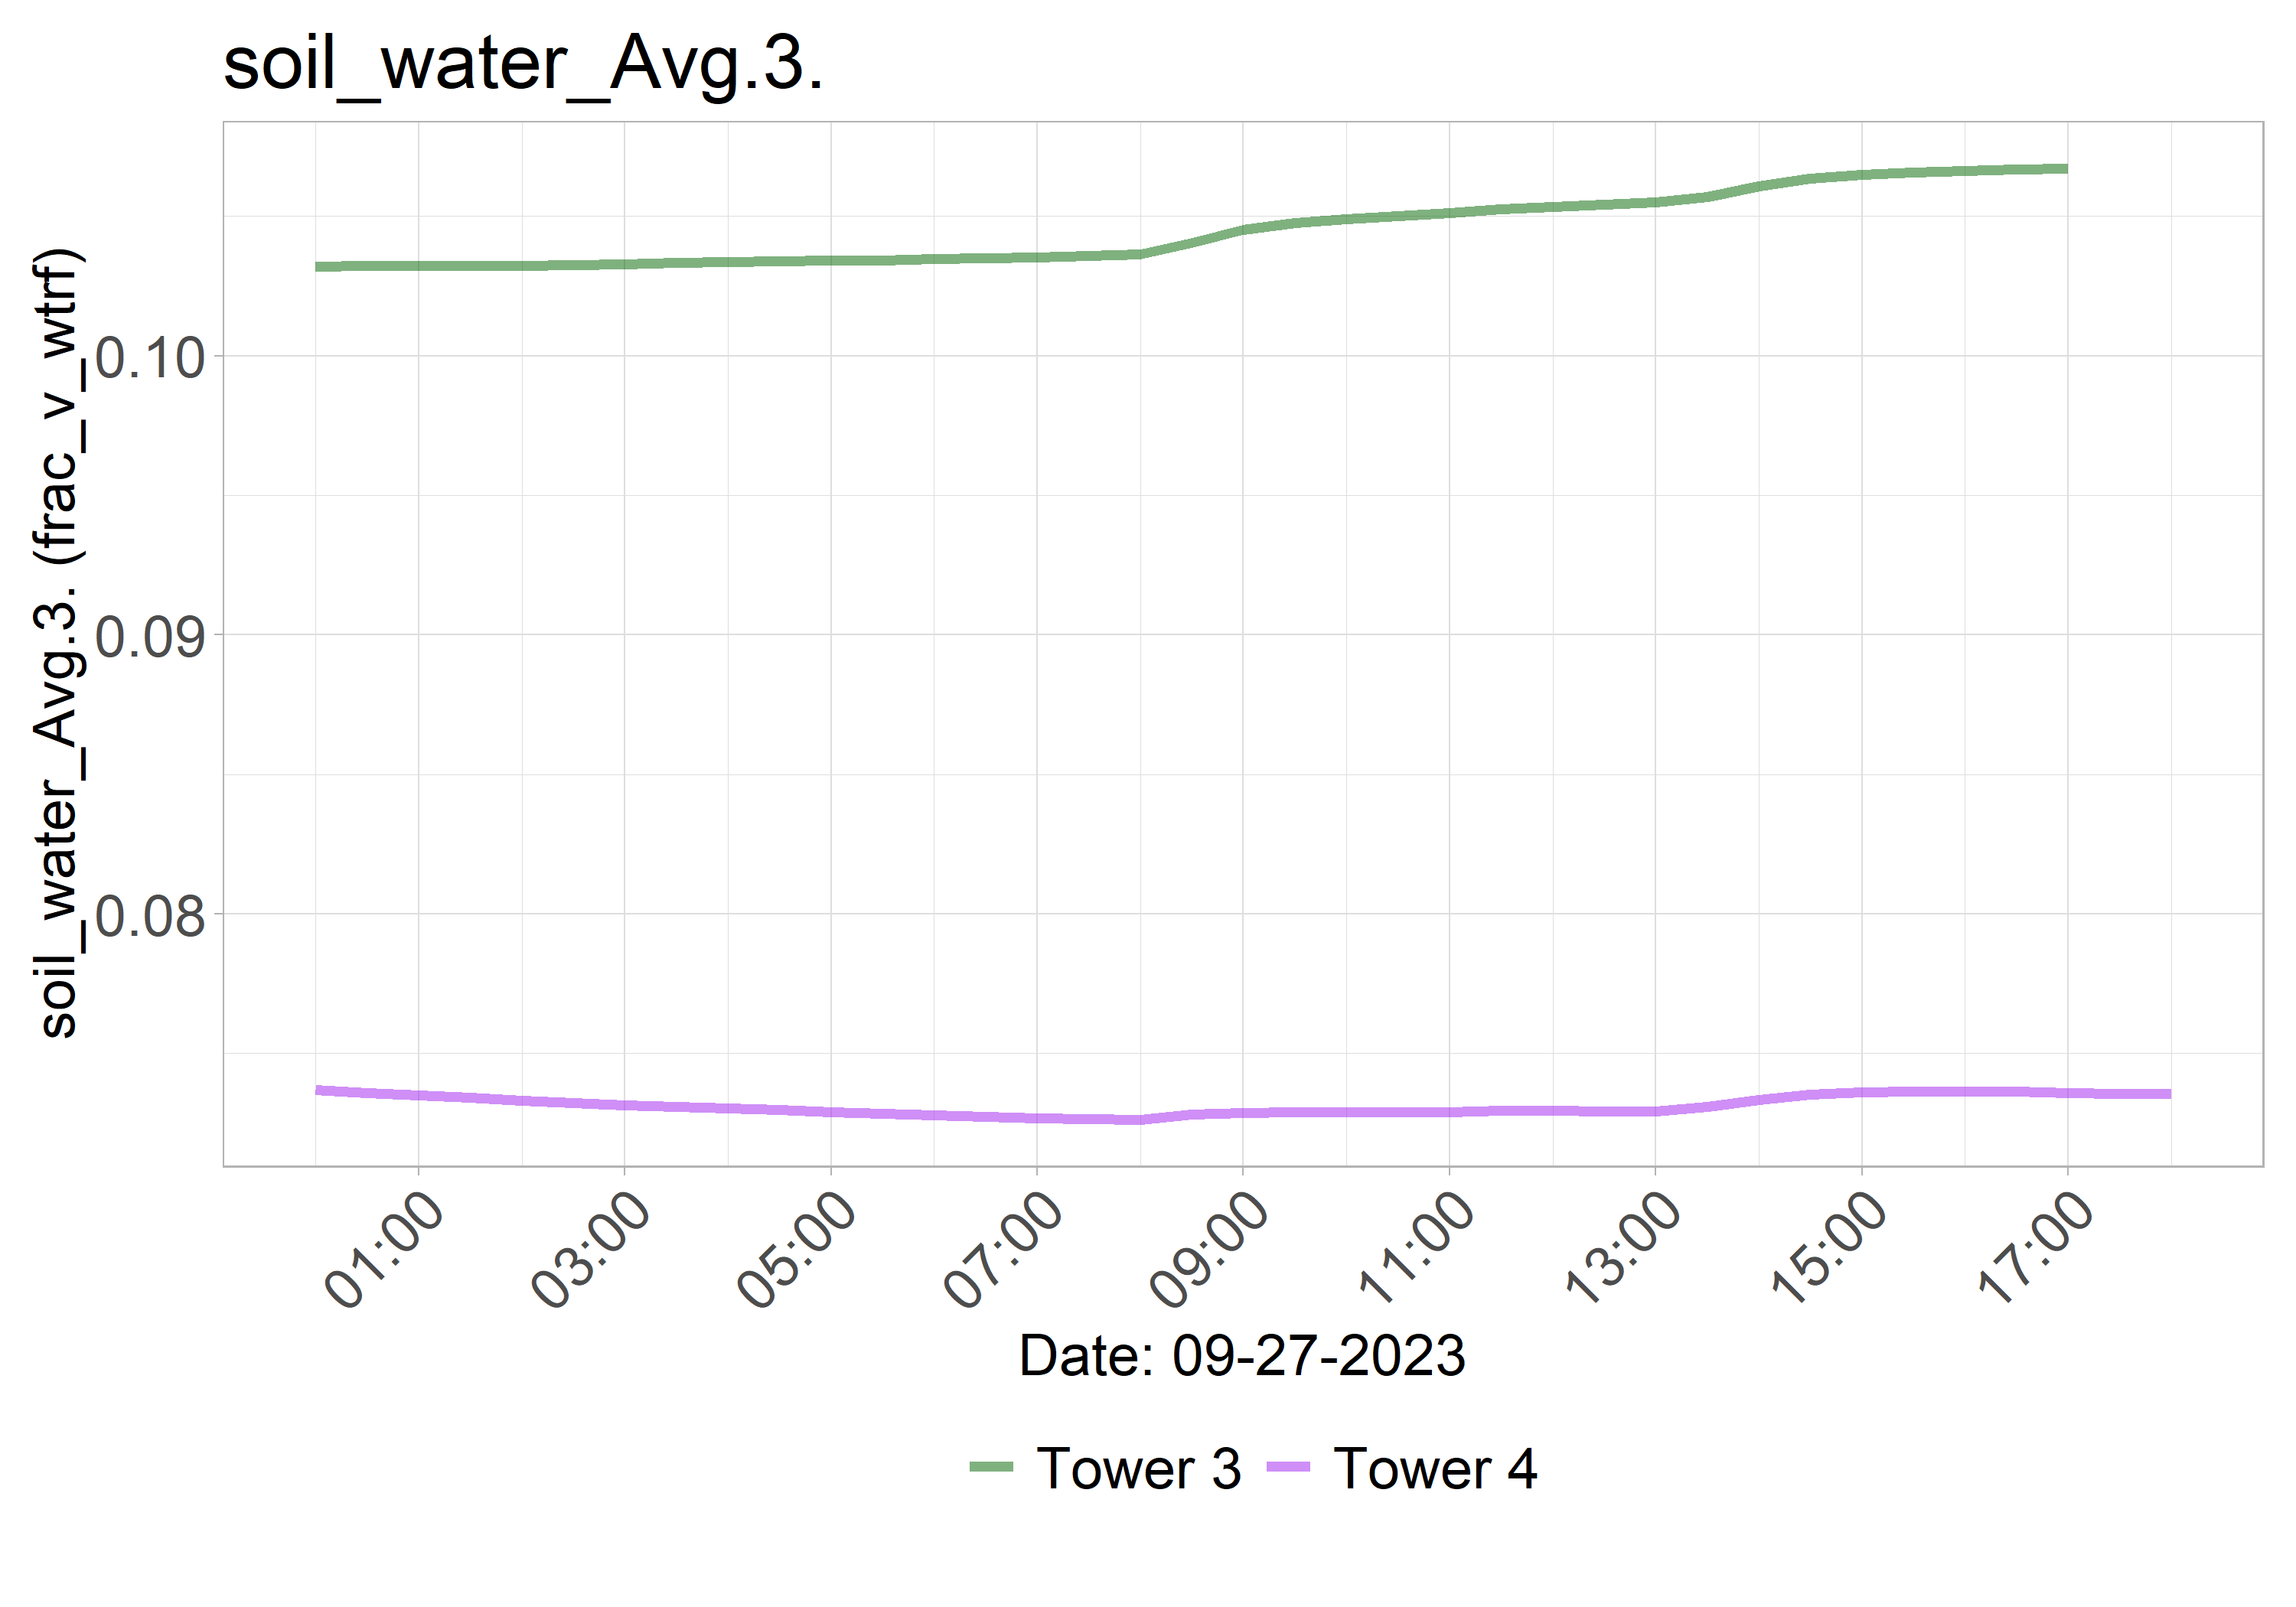 soil_water_Avg.3.
soil_water_Avg.3. (frac_v_wtrf)
0.10
0.09
0.08
01:00
03:00
05:00
07:00
09:00
11:00
13:00
15:00
17:00
Date: 09-27-2023
Tower 3
Tower 4